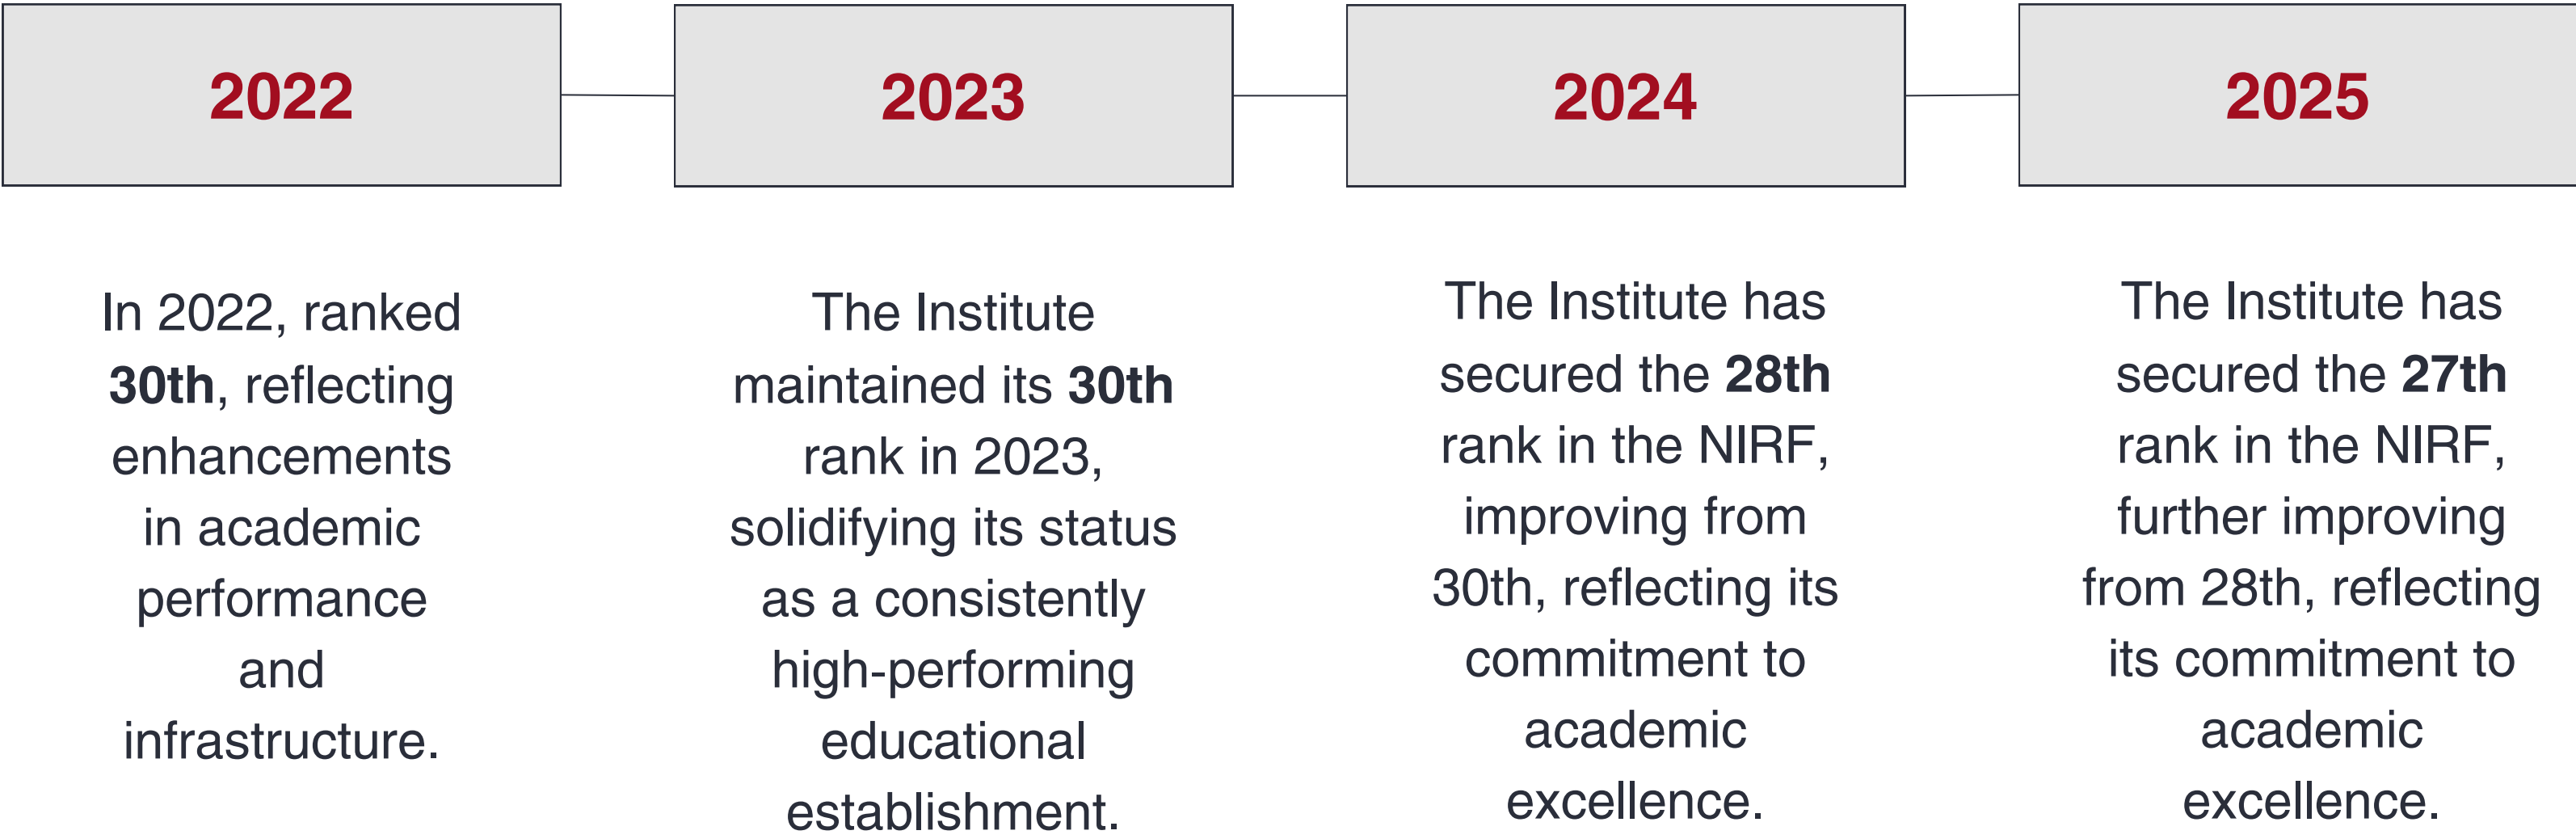 2022
In 2022, ranked
30th, reflecting
enhancements
in academic
performance
and
infrastructure.
2023
The Institute
maintained its 30th
rank in 2023,
solidifying its status
as a consistently
high-performing
educational
establishment.
2024
The Institute has
secured the 28th
rank in the NIRF,
improving from
30th, reflecting its
commitment to
academic
excellence.
2025
The Institute has
secured the 27th
rank in the NIRF,
further improving
from 28th, reflecting
its commitment to
academic
excellence.